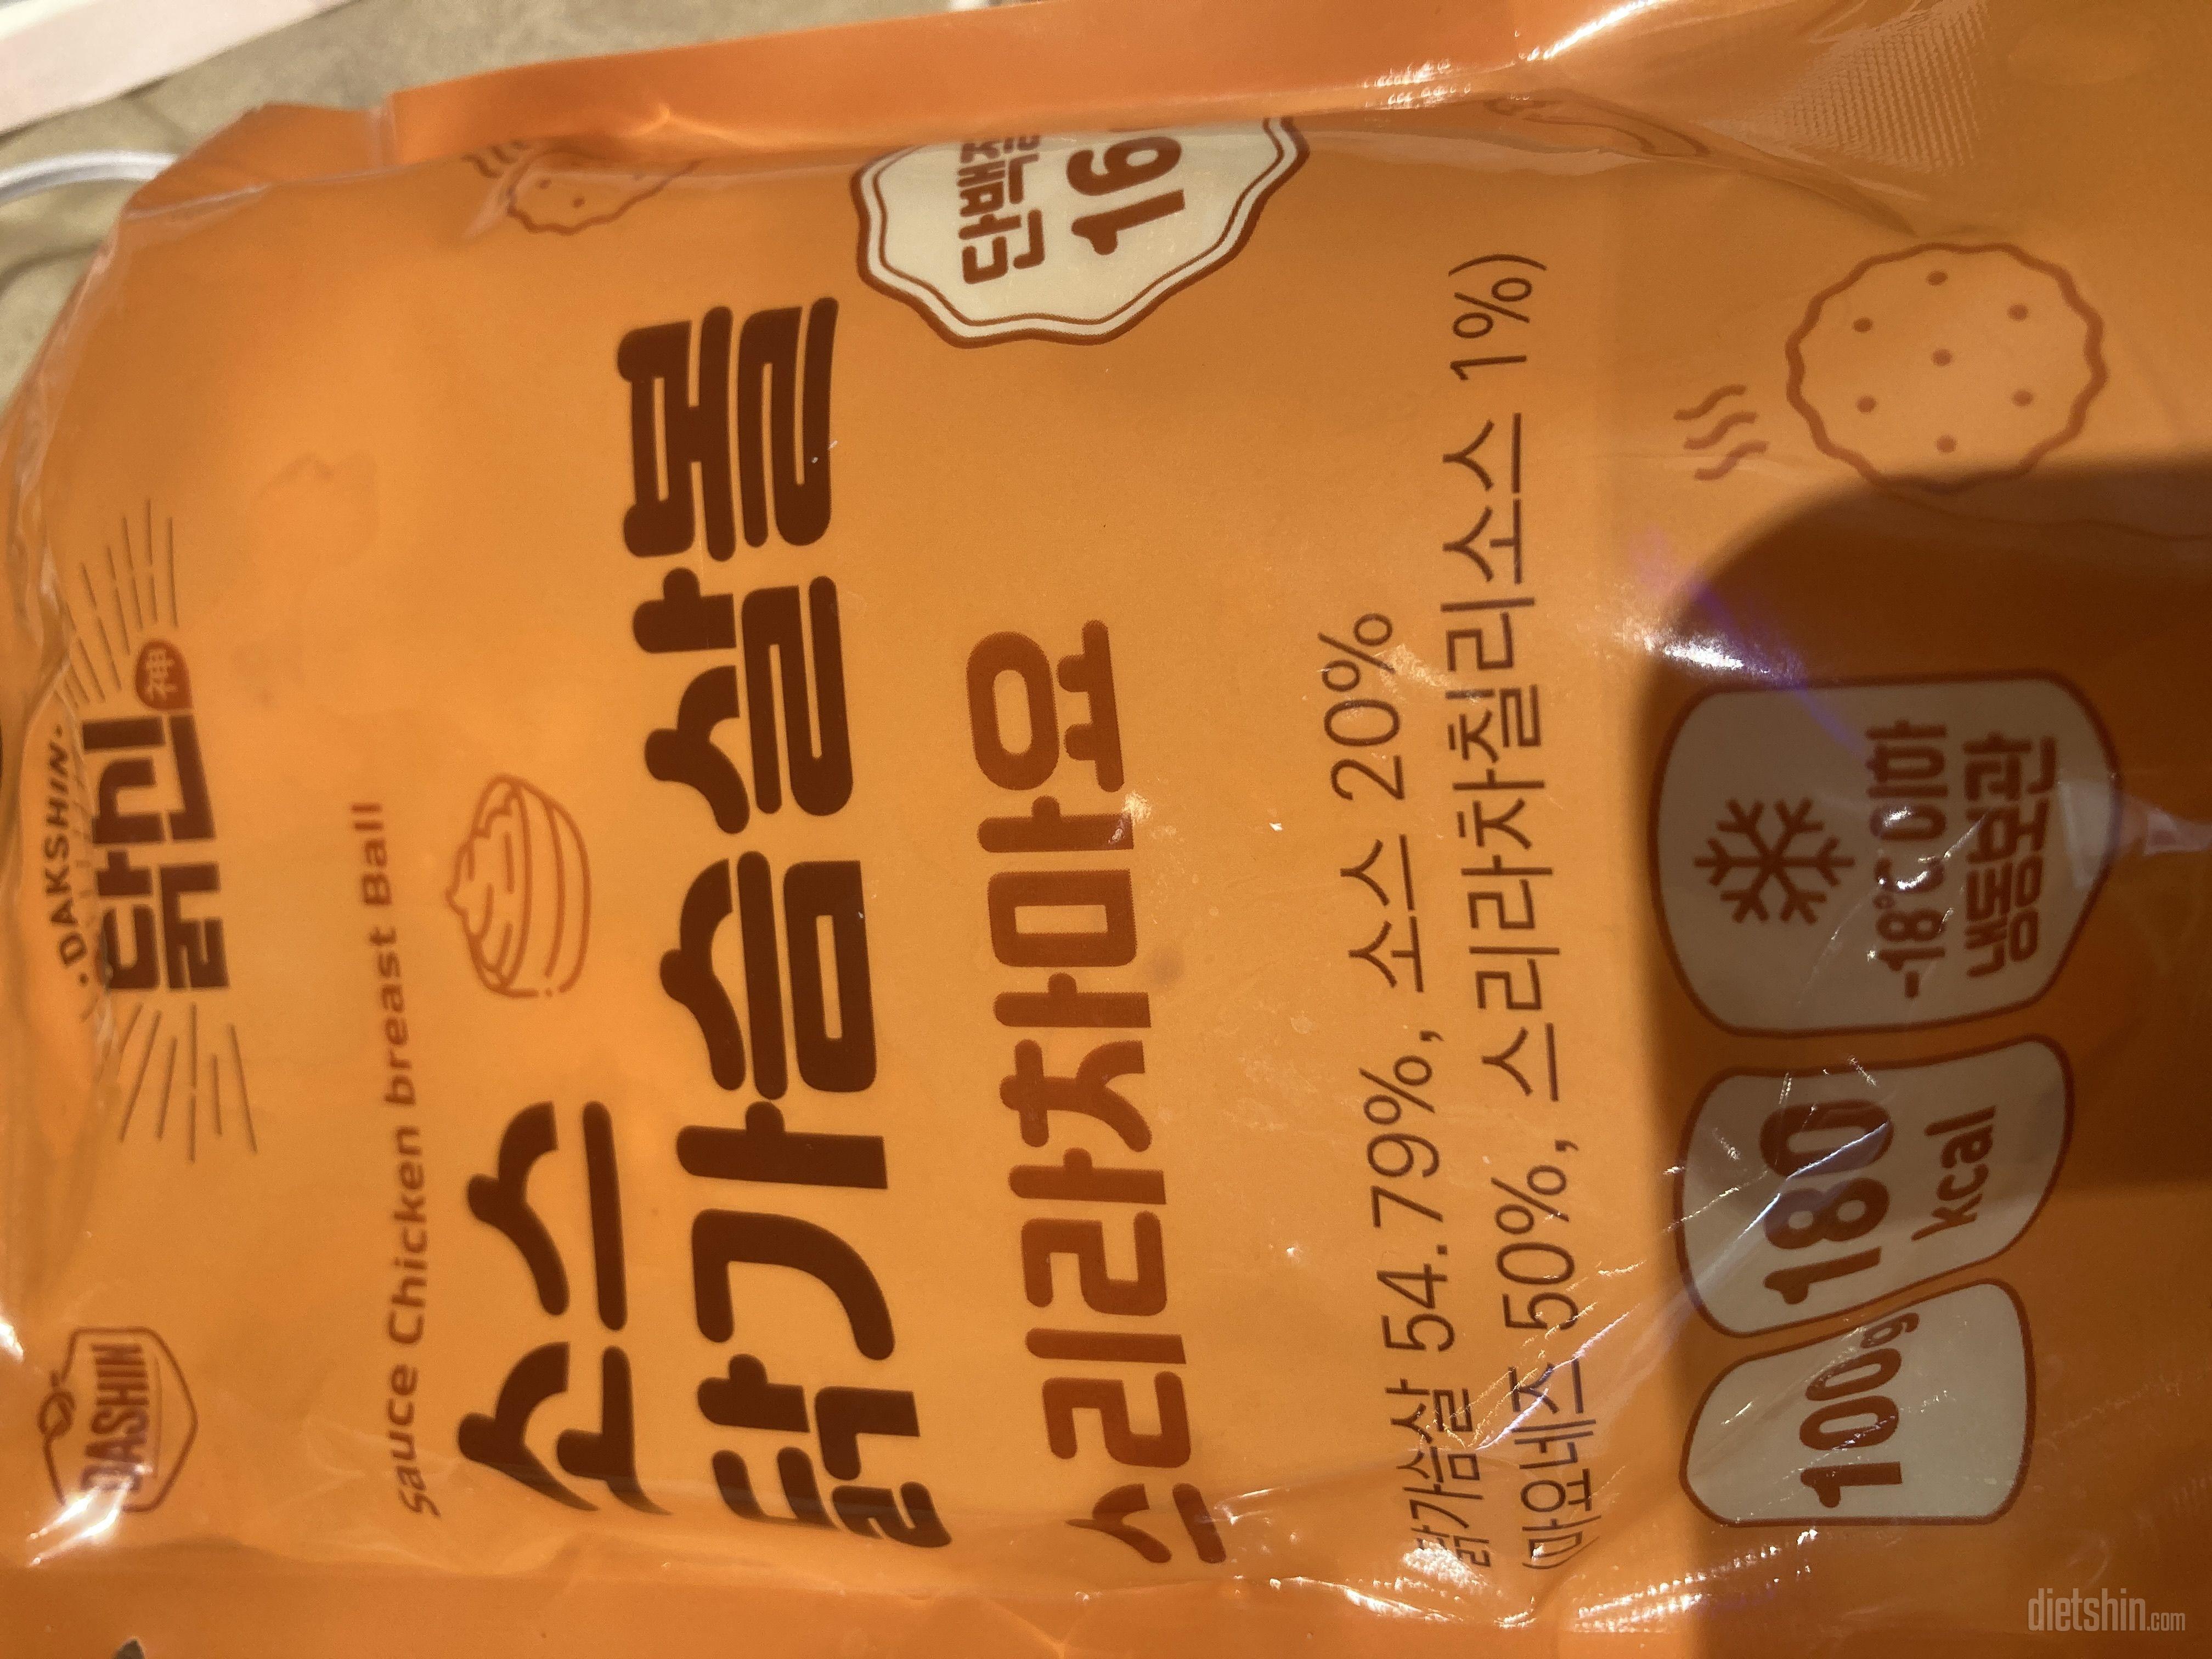 DASHIN
·DAKSHIN·
닭신
神
Sauce Chicken breast Ball
소스
닭가슴살볼
스리라차마요
단백질
16
닭가슴살 54.79%, 소스 20%
(마요네즈 50%, 스리라차칠리소스 1%)
100g
180
kcal
-18℃ 이하
냉동보관
dietshin.com